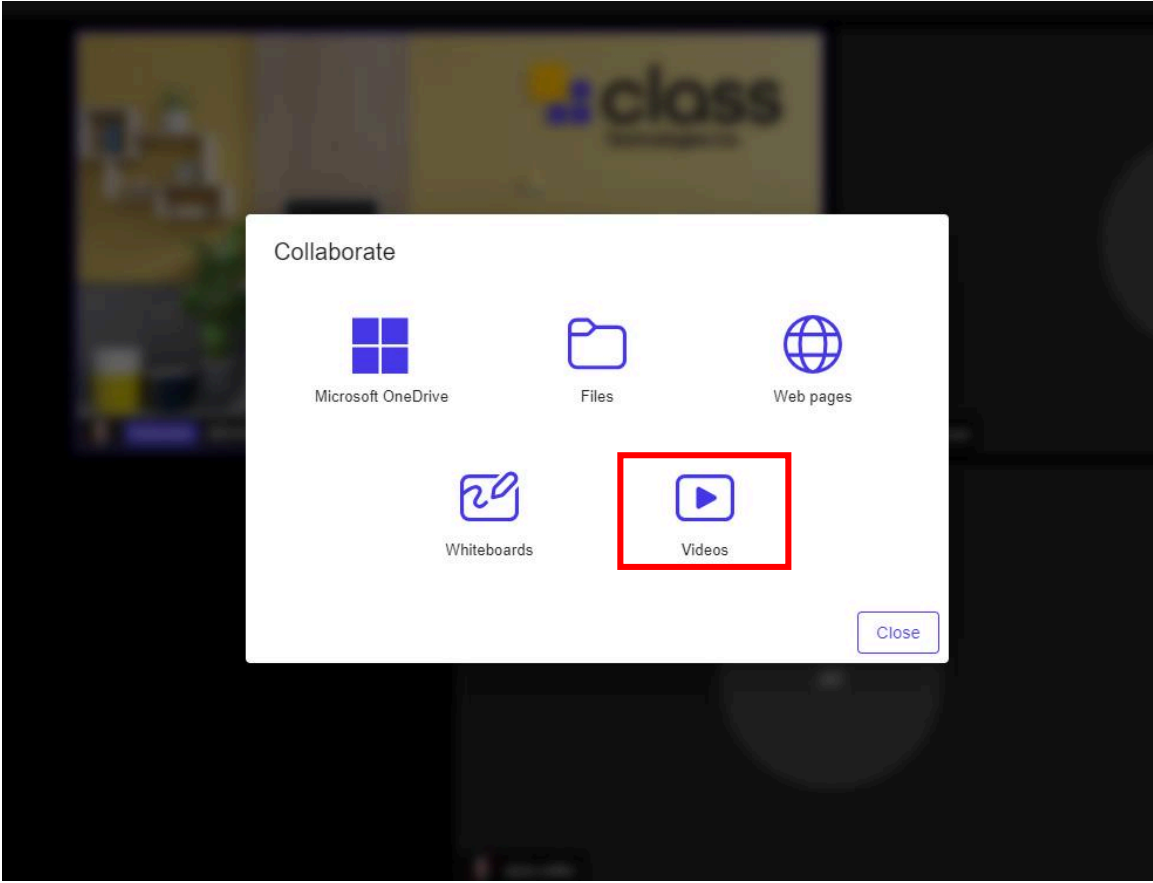 class
Collaborate
Microsoft OneDrive
Files
Web pages
Whiteboards
Videos
Close